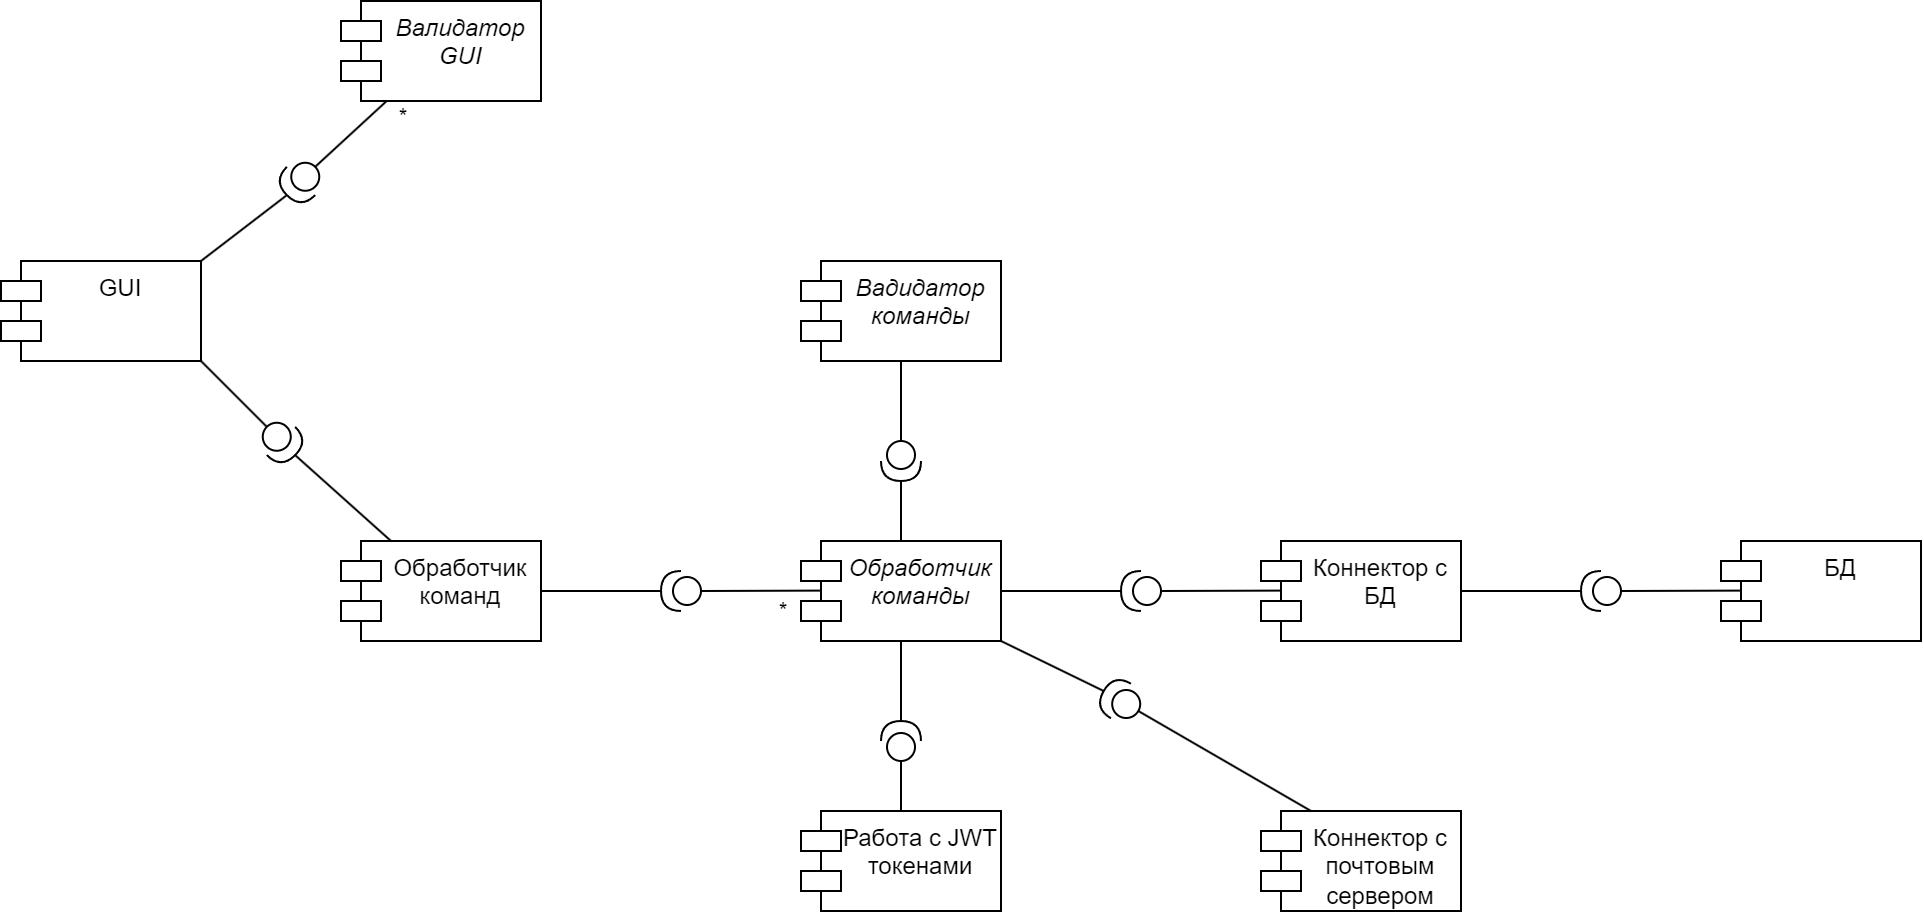 Валидатор
GUI
*
GUI
Вадидатор
команды
Обработчик
команд
*
Обработчик
команды
Коннектор с
БД
БД
Работа с JWT
токенами
Коннектор с
почтовым
сервером